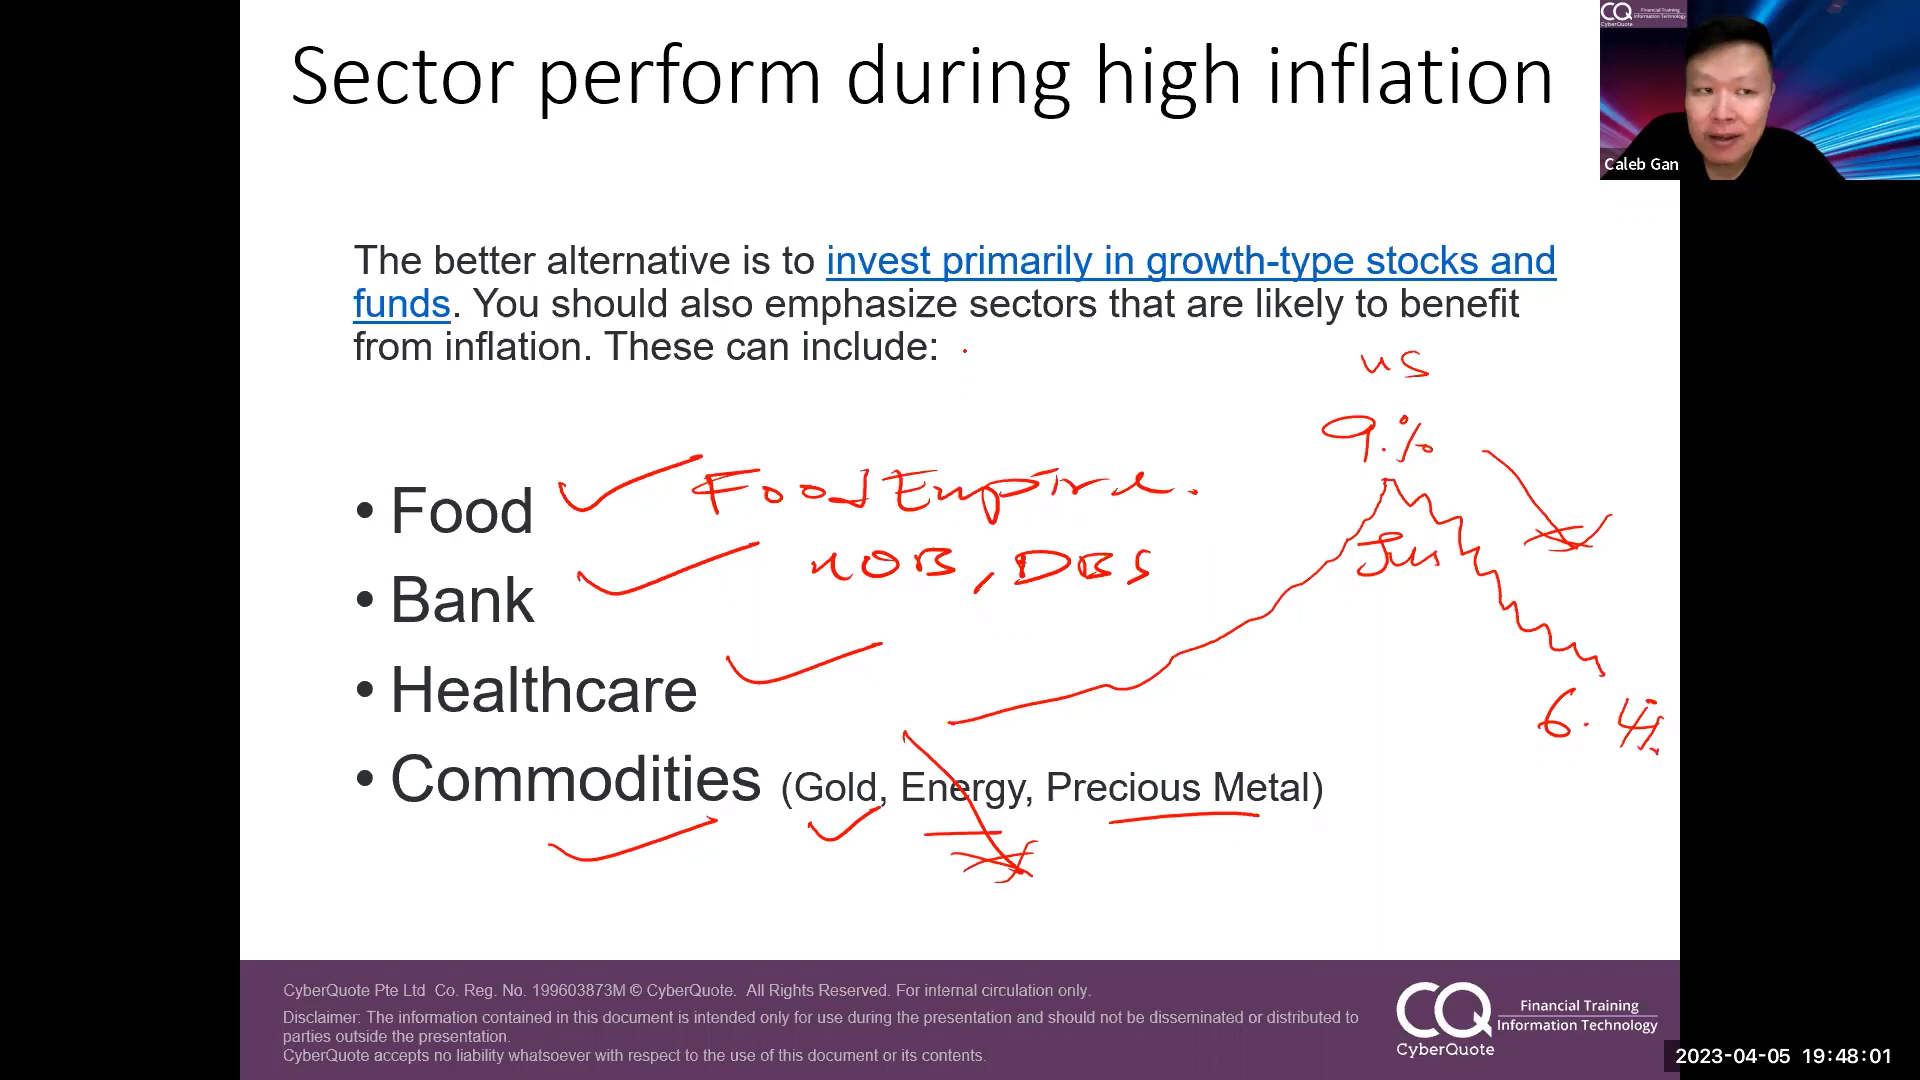 Sector perform during high inflation
CQ Financial Training
CyberQuote Information Technology
Caleb Gan
The better alternative is to invest primarily in growth-type stocks and
funds. You should also emphasize sectors that are likely to benefit
from inflation. These can include:
us
9.%
• Food Food Empire.
Jun
UOB, DBS
• Bank
• Healthcare
6.4%
• Commodities (Gold, Energy, Precious Metal)
CyberQuote Pte Ltd Co. Reg. No. 199603873M © CyberQuote. All Rights Reserved. For internal circulation only.
Disclaimer: The information contained in this document is intended only for use during the presentation and should not be disseminated or distributed to
parties outside the presentation.
CyberQuote accepts no liability whatsoever with respect to the use of this document or its contents.
CQ Financial Training
Information Technology
CyberQuote
2023-04-05 19:48:01